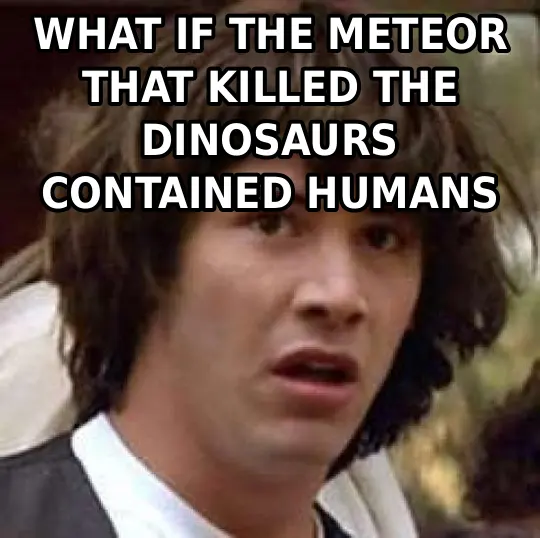 WHAT IF THE METEOR
THAT KILLED THE
DINOSAURS
CONTAINED HUMANS